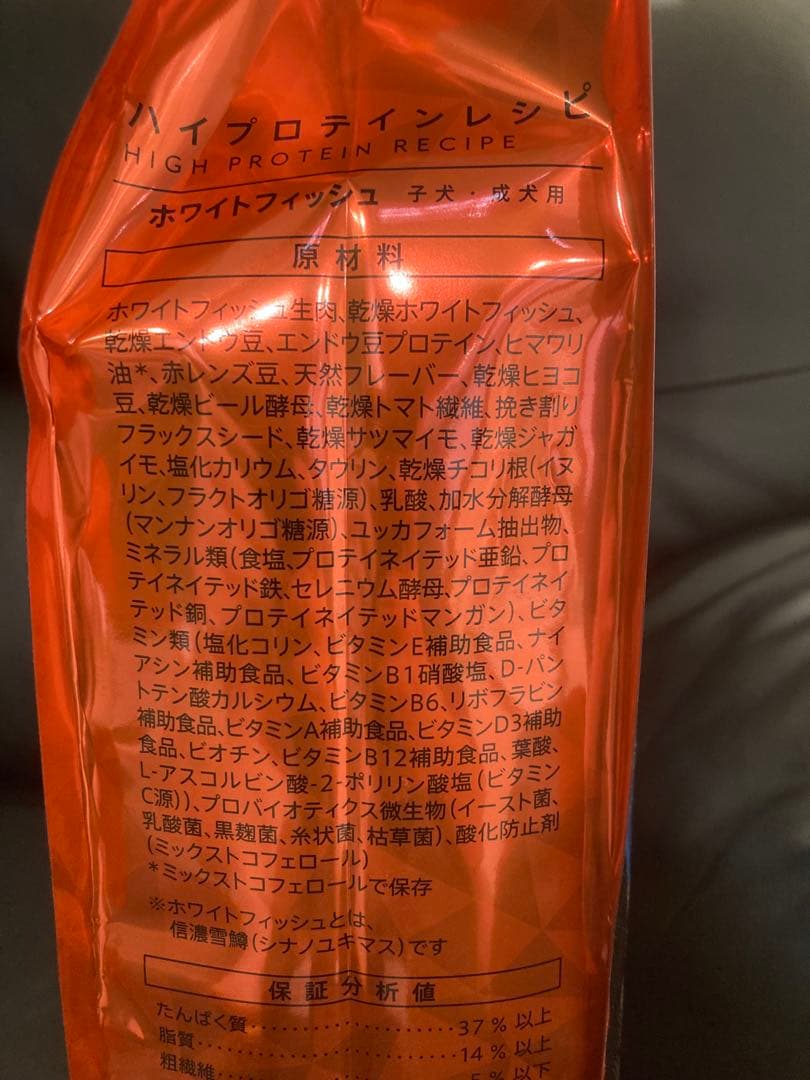 ハイプロテインレシピ
HIGH PROTEIN RECIPE
ホワイトフィッシュ 子犬・成犬用
原材料
ホワイトフィッシュ生肉、乾燥ホワイトフィッシュ、
乾燥エンドウ豆、エンドウ豆プロテイン、ヒマワリ
油*、赤レンズ豆、天然フレーバー、乾燥ヒヨコ
豆、乾燥ビール酵母、乾燥トマト繊維、挽き割り
フラックスシード、乾燥サツマイモ、乾燥ジャガ
イモ、塩化カリウム、タウリン、乾燥チコリ根(イヌ
リン、フラクトオリゴ糖源)、乳酸、加水分解酵母
(マンナンオリゴ糖源)、ユッカフォーム抽出物、
ミネラル類(食塩、プロテイネイテッド亜鉛、プロ
テイネイテッド鉄、セレニウム酵母、プロテイネイ
テッド銅、プロテイネイテッドマンガン)、ビタ
ミン類(塩化コリン、ビタミンE補助食品、ナイ
アシン補助食品、ビタミンB1硝酸塩、D-パン
トテン酸カルシウム、ビタミンB6、リボフラビン
補助食品、ビタミンA補助食品、ビタミンD3補助
食品、ビオチン、ビタミンB12補助食品、葉酸、
L-アスコルビン酸-2-ポリリン酸塩(ビタミン
C源))、プロバイオティクス微生物(イースト菌、
乳酸菌、黒麹菌、糸状菌、枯草菌)、酸化防止剤
(ミックストコフェロール)
*ミックストコフェロールで保存
※ホワイトフィッシュとは、
信濃雪鱒(シナノユキマス)です
保証分析値
たんぱく質‥‥‥‥‥‥‥‥37 % 以上
脂質‥‥‥‥‥‥‥‥‥‥14 % 以上
粗繊維‥‥‥‥‥‥‥‥‥5 % 以下